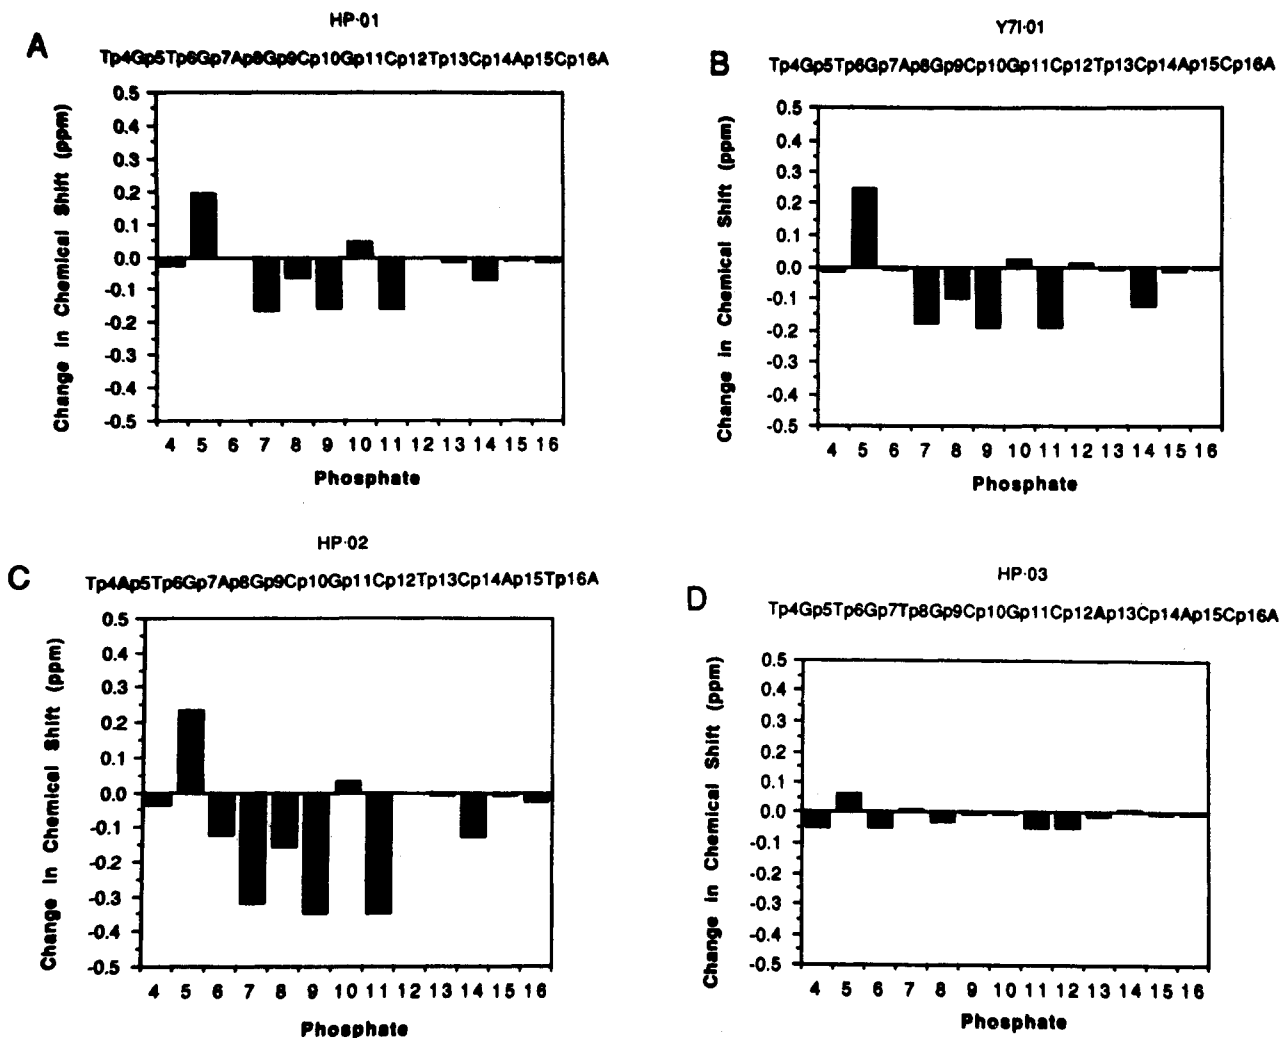 A
HP·01
Tp4Gp5Tp6Gp7Ap8Gp9Cp10Gp11Cp12Tp13Cp14Ap15Cp16A
Change in Chemical Shift (ppm)
0.5
0.4
0.3
0.2
0.1
0.0
-0.1
-0.2
-0.3
-0.4
-0.5
4 5 6 7 8 9 10 11 12 13 14 15 16
Phosphate
B
Y7I·01
Tp4Gp5Tp6Gp7Ap8Gp9Cp10Gp11Cp12Tp13Cp14Ap15Cp16A
Change in Chemical Shift (ppm)
0.5
0.4
0.3
0.2
0.1
0.0
-0.1
-0.2
-0.3
-0.4
-0.5
4 5 6 7 8 9 10 11 12 13 14 15 16
Phosphate
C
HP·02
Tp4Ap5Tp6Gp7Ap8Gp9Cp10Gp11Cp12Tp13Cp14Ap15Tp16A
Change in Chemical Shift (ppm)
0.5
0.4
0.3
0.2
0.1
0.0
-0.1
-0.2
-0.3
-0.4
-0.5
4 5 6 7 8 9 10 11 12 13 14 15 16
Phosphate
D
HP·03
Tp4Gp5Tp6Gp7Tp8Gp9Cp10Gp11Cp12Ap13Cp14Ap15Cp16A
Change in Chemical Shift (ppm)
0.5
0.4
0.3
0.2
0.1
0.0
-0.1
-0.2
-0.3
-0.4
-0.5
4 5 6 7 8 9 10 11 12 13 14 15 16
Phosphate